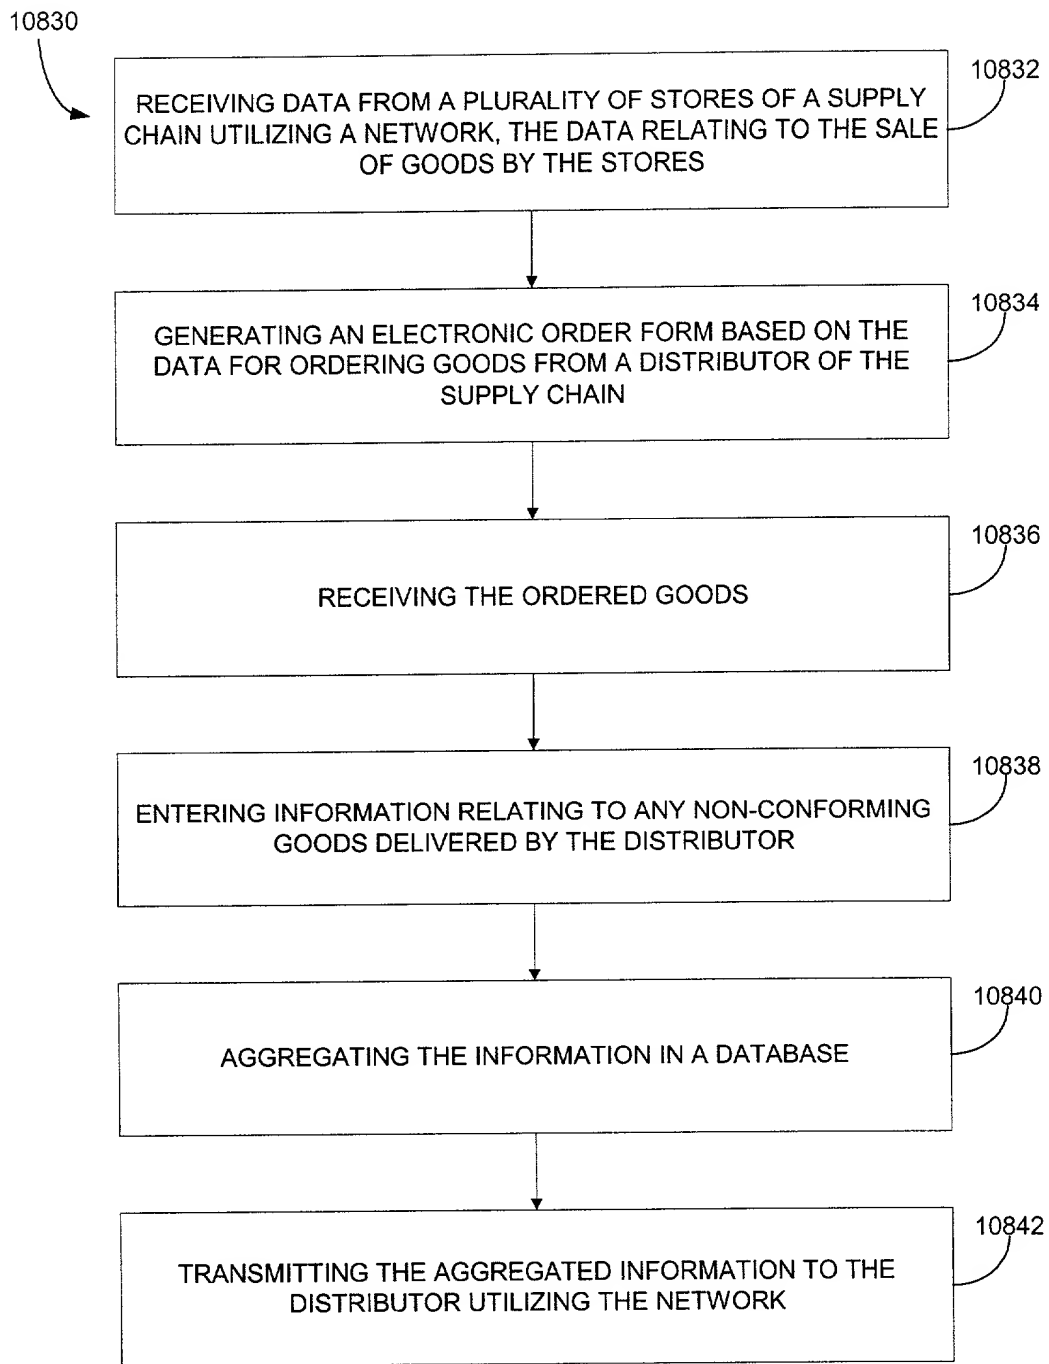 10830
10832
RECEIVING DATA FROM A PLURALITY OF STORES OF A SUPPLY
CHAIN UTILIZING A NETWORK, THE DATA RELATING TO THE SALE
OF GOODS BY THE STORES
10834
GENERATING AN ELECTRONIC ORDER FORM BASED ON THE
DATA FOR ORDERING GOODS FROM A DISTRIBUTOR OF THE
SUPPLY CHAIN
10836
RECEIVING THE ORDERED GOODS
10838
ENTERING INFORMATION RELATING TO ANY NON-CONFORMING
GOODS DELIVERED BY THE DISTRIBUTOR
10840
AGGREGATING THE INFORMATION IN A DATABASE
10842
TRANSMITTING THE AGGREGATED INFORMATION TO THE
DISTRIBUTOR UTILIZING THE NETWORK